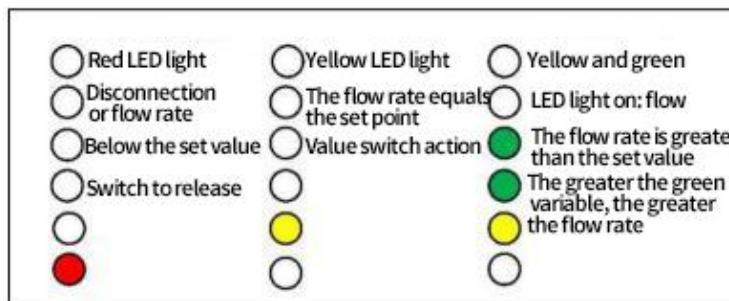 Red LED light
Disconnection
or flow rate
Below the set value
Switch to release
Yellow LED light
The flow rate equals
the set point
Value switch action
Yellow and green
LED light on: flow
The flow rate is greate
than the set value
The greater the green
variable, the greater
the flow rate